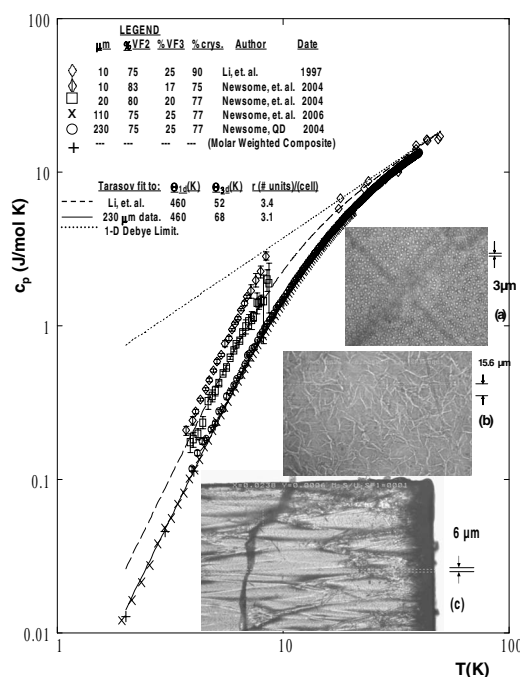 LEGEND
μm %VF2 %VF3 %crys. Author Date
10 75 25 90 Li, et. al. 1997
10 83 17 75 Newsome, et. al. 2004
20 80 20 77 Newsome, et. al. 2004
110 75 25 77 Newsome, et. al. 2006
230 75 25 77 Newsome, QD 2004
--- --- --- --- (Molar Weighted Composite)
Tarasov fit to: Θ1d(K) Θ3d(K) r (# units)/(cell)
Li, et. al. 460 52 3.4
230 μm data. 460 68 3.1
1-D Debye Limit.
100
10
1
0.1
0.01
cp (J/mol K)
3μm
(a)
15.6 μm
(b)
6 μm
(c)
1 10 100
T(K)